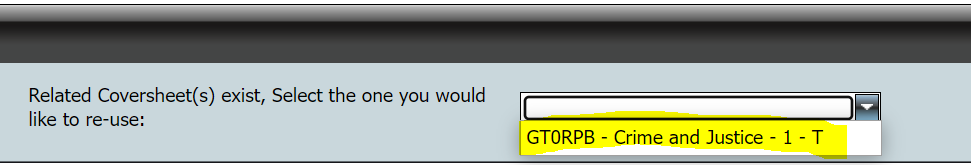 Related Coversheet(s) exist, Select the one you would
like to re-use:
GT0RPB - Crime and Justice - 1 - T